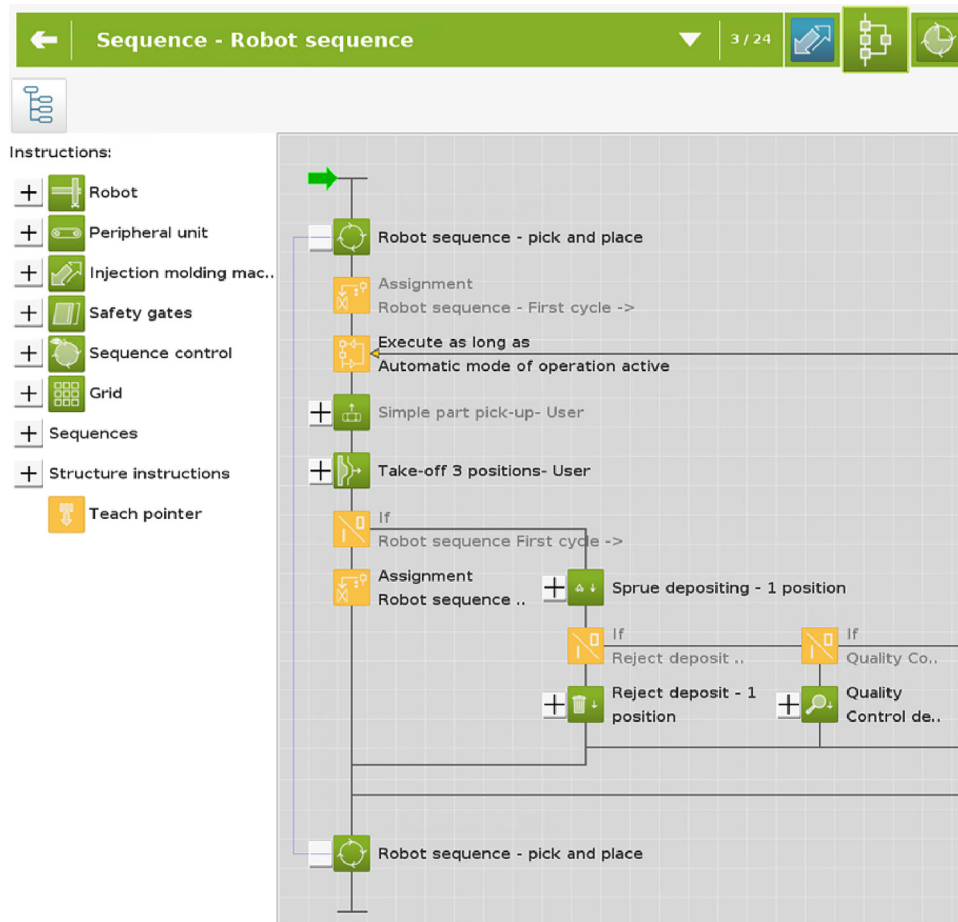 Sequence - Robot sequence
3 / 24
Instructions:
Robot
Peripheral unit
Injection molding mac..
Safety gates
Sequence control
Grid
Sequences
Structure instructions
Teach pointer
Robot sequence - pick and place
Assignment
Robot sequence - First cycle ->
Execute as long as
Automatic mode of operation active
Simple part pick-up- User
Take-off 3 positions- User
If
Robot sequence First cycle ->
Assignment
Robot sequence ..
Sprue depositing - 1 position
If
Reject deposit ..
If
Quality Co..
Reject deposit - 1
position
Quality
Control de..
Robot sequence - pick and place